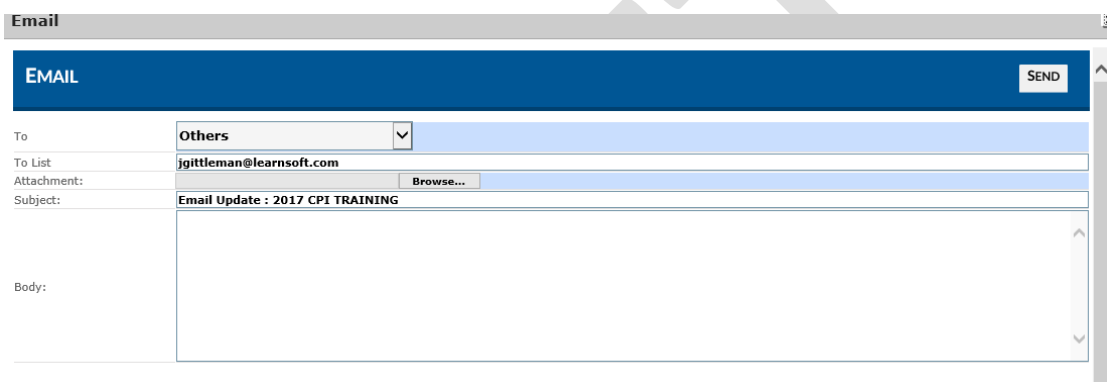 Email
EMAIL SEND
To Others
To List jgittleman@learnsoft.com
Attachment: Browse...
Subject: Email Update : 2017 CPI TRAINING
Body: